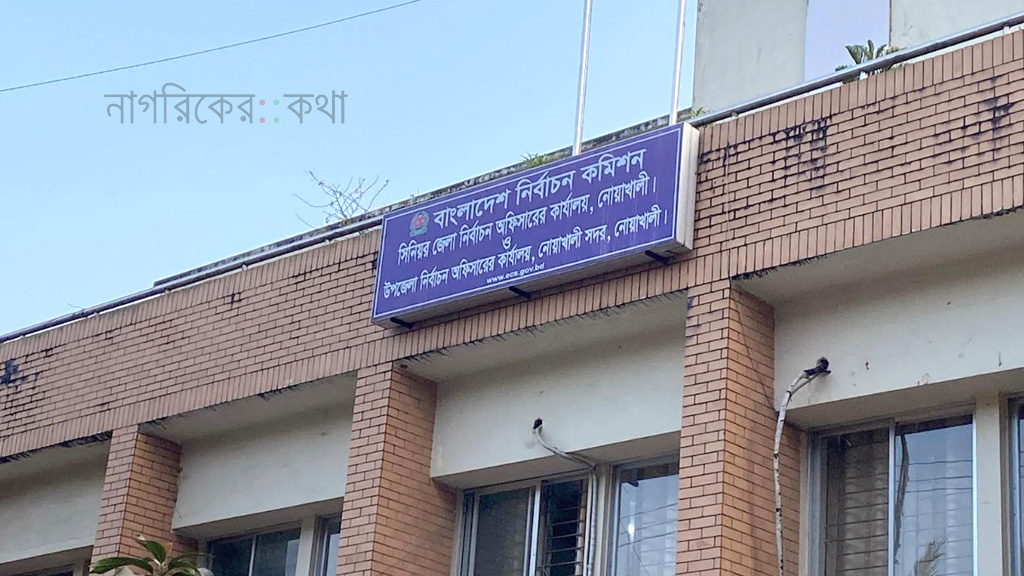 নাগরিকের::কথা
বাংলাদেশ নির্বাচন কমিশন
সিনিয়র জেলা নির্বাচন অফিসারের কার্যালয়, নোয়াখালী।
ও
উপজেলা নির্বাচন অফিসারের কার্যালয়, নোয়াখালী সদর, নোয়াখালী।
www.ecs.gov.bd